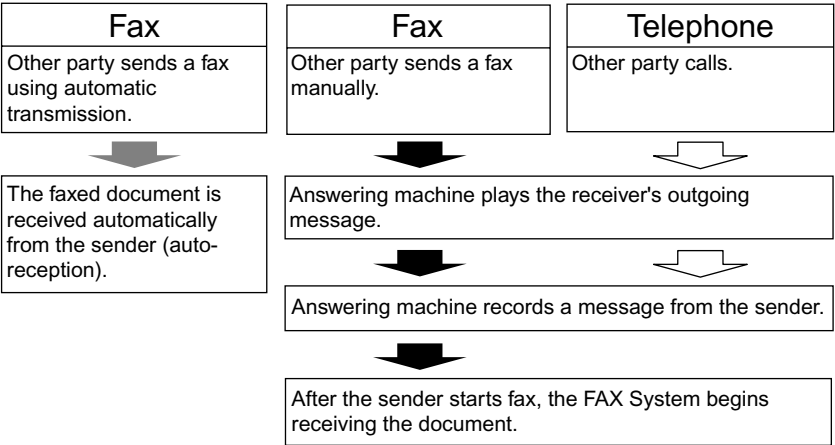 Fax
Other party sends a fax
using automatic
transmission.
The faxed document is
received automatically
from the sender (auto-
reception).
Fax
Other party sends a fax
manually.
Telephone
Other party calls.
Answering machine plays the receiver's outgoing
message.
Answering machine records a message from the sender.
After the sender starts fax, the FAX System begins
receiving the document.